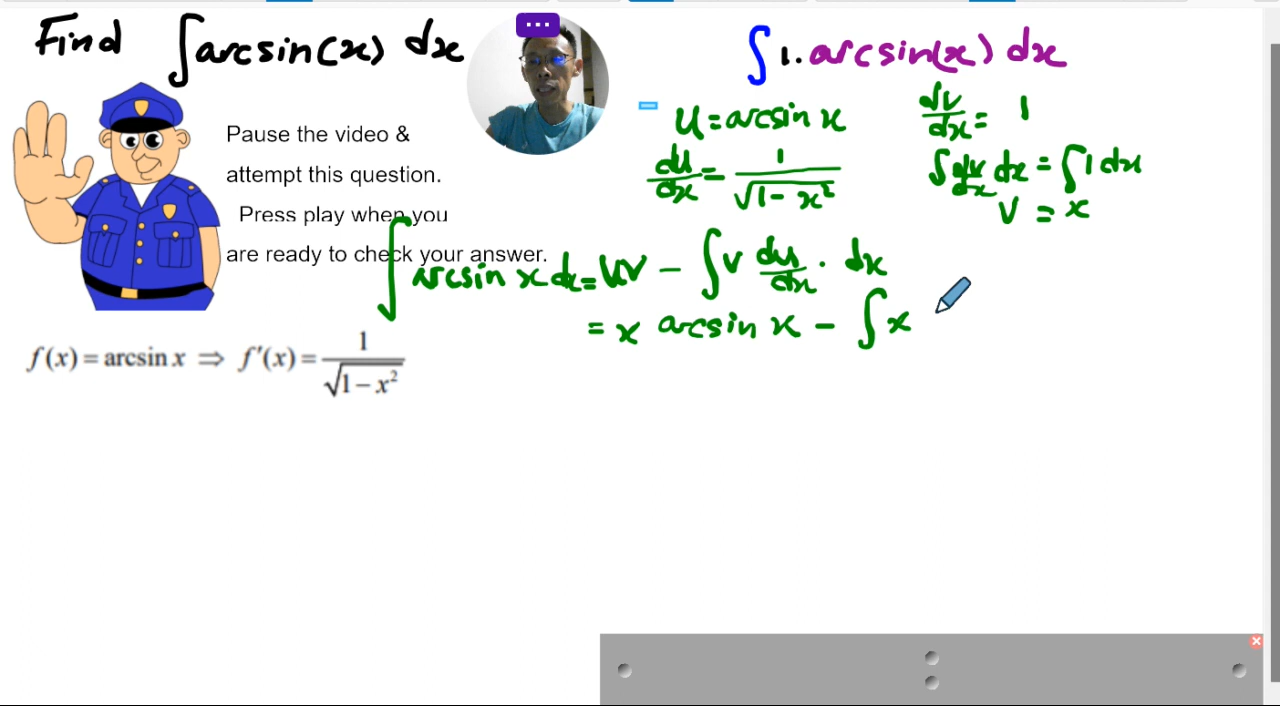 Find ∫arcsin(x) dx
Pause the video &
attempt this question.
Press play when you
are ready to check your answer.
f(x) = arcsin x ⇒ f'(x) = 1/√(1 − x²)
∫ 1. arcsin(x) dx
u = arcsin x
du/dx = 1/√(1 − x²)
dv/dx = 1
∫ dv/dx dx = ∫ 1 dx
v = x
∫ arcsin x dx = uv − ∫ v du/dx · dx
= x arcsin x − ∫ x